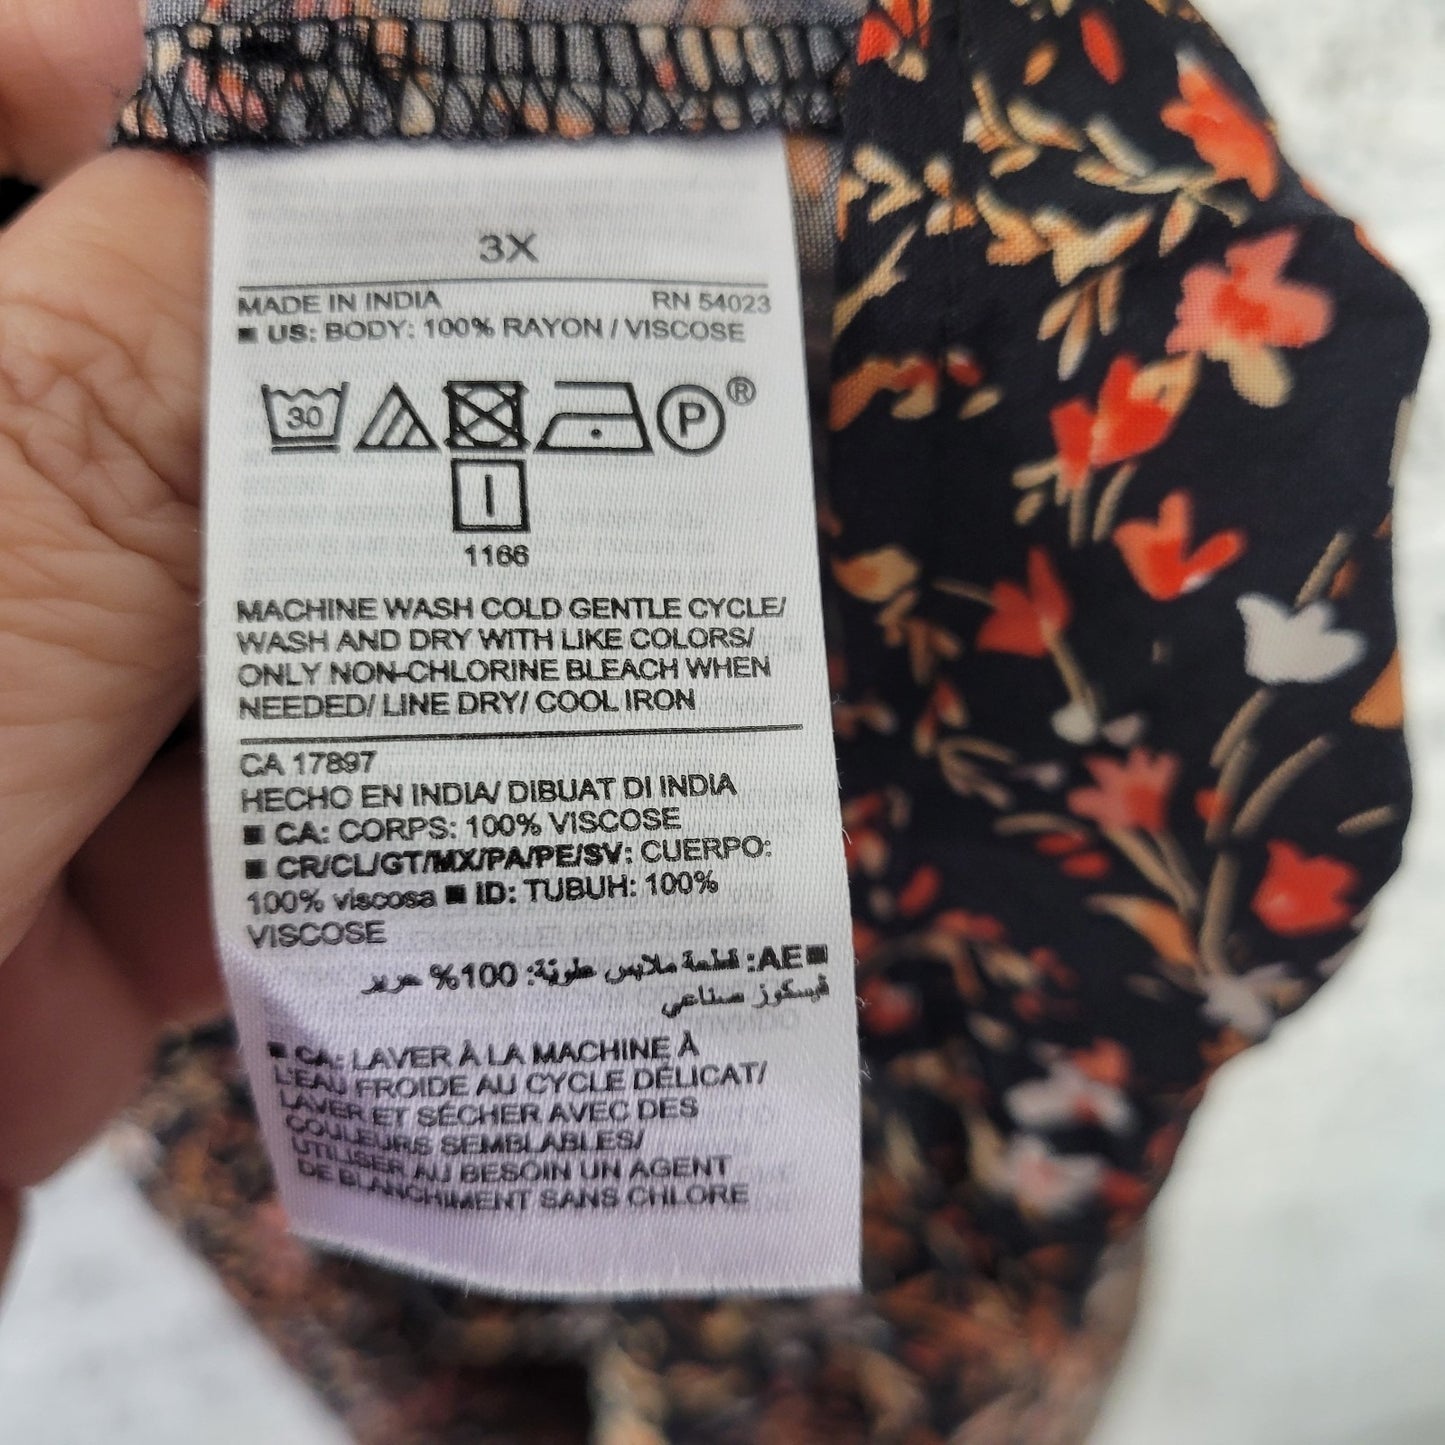 3X
MADE IN INDIA RN 54023
■ US: BODY: 100% RAYON / VISCOSE
30 P ®
1166
MACHINE WASH COLD GENTLE CYCLE/
WASH AND DRY WITH LIKE COLORS/
ONLY NON-CHLORINE BLEACH WHEN
NEEDED/ LINE DRY/ COOL IRON
CA 17897
HECHO EN INDIA/ DIBUAT DI INDIA
■ CA: CORPS: 100% VISCOSE
■ CR/CL/GT/MX/PA/PE/SV: CUERPO:
100% viscosa ■ ID: TUBUH: 100%
VISCOSE
■AE: قطعة ملابس علويّة: 100% حرير
فيسكوز صناعي
■ CA: LAVER À LA MACHINE À
L'EAU FROIDE AU CYCLE DÉLICAT/
LAVER ET SÉCHER AVEC DES
COULEURS SEMBLABLES/
UTILISER AU BESOIN UN AGENT
DE BLANCHIMENT SANS CHLORE